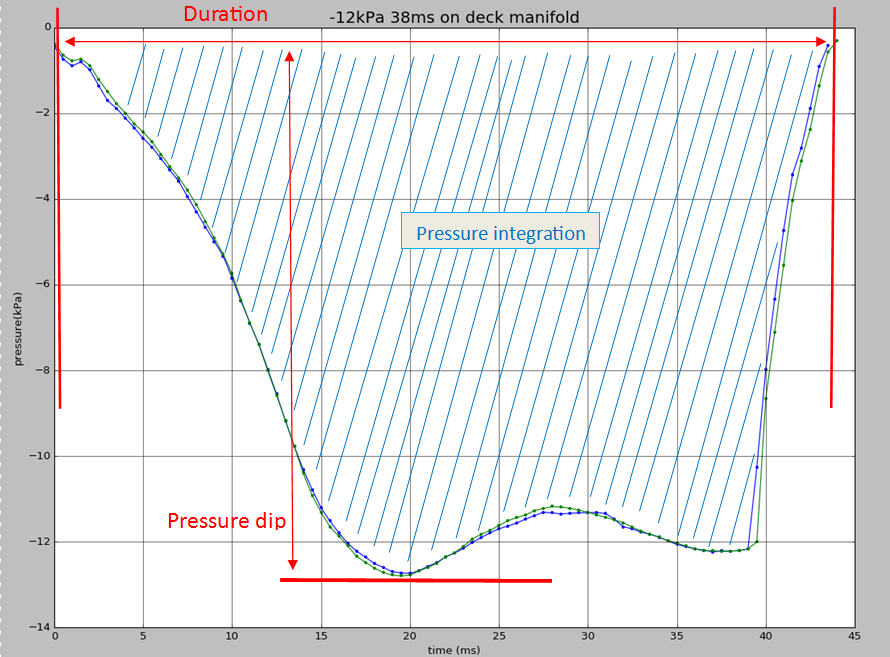 Duration
-12kPa 38ms on deck manifold
0
−2
−4
−6
−8
−10
−12
−14
pressure(kPa)
Pressure integration
Pressure dip
0 5 10 15 20 25 30 35 40 45
time (ms)